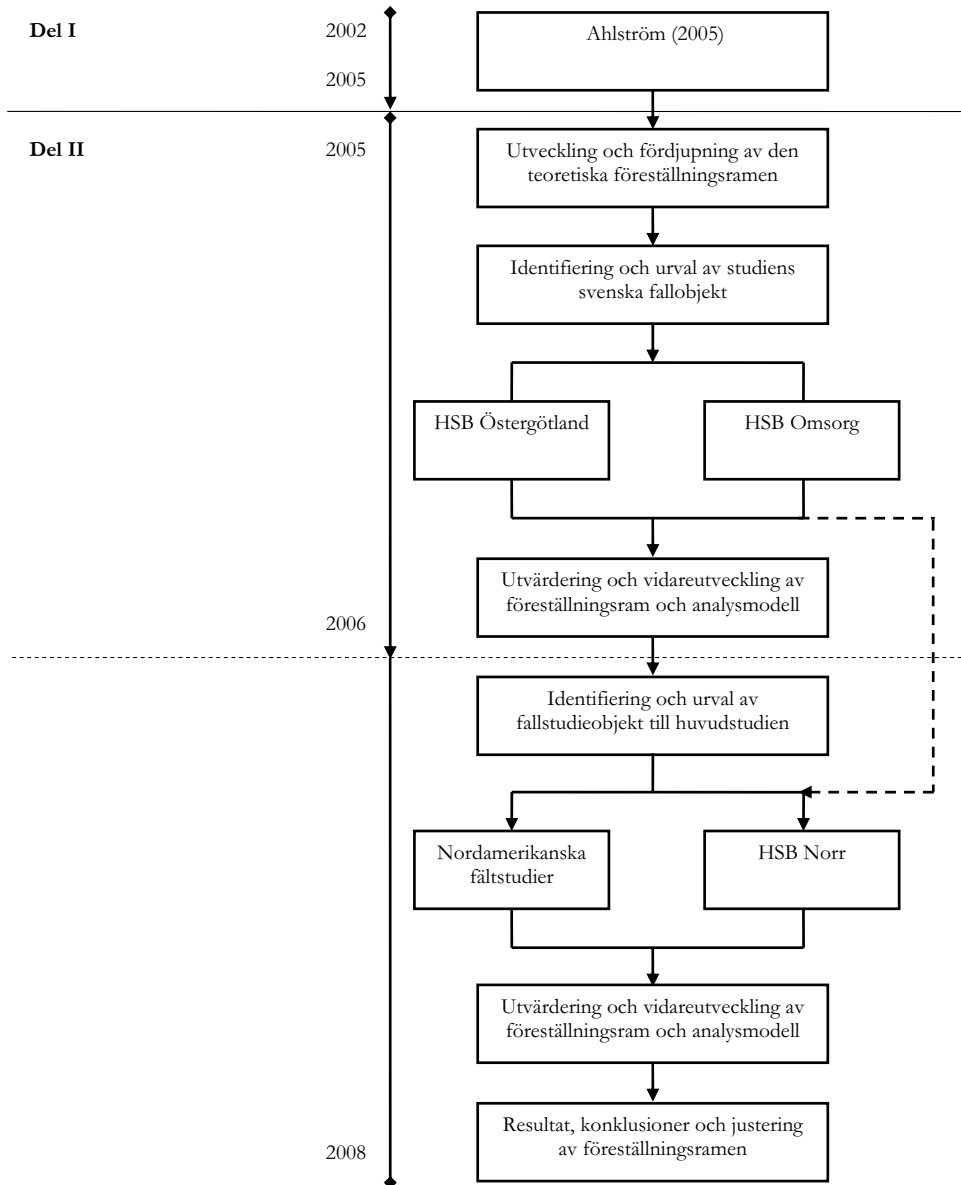 Del I
2002
2005
Ahlström (2005)
Del II
2005
Utveckling och fördjupning av den
teoretiska föreställningsramen
Identifiering och urval av studiens
svenska fallobjekt
HSB Östergötland
HSB Omsorg
Utvärdering och vidareutveckling av
föreställningsram och analysmodell
2006
Identifiering och urval av
fallstudieobjekt till huvudstudien
Nordamerikanska
fältstudier
HSB Norr
Utvärdering och vidareutveckling av
föreställningsram och analysmodell
Resultat, konklusioner och justering
av föreställningsramen
2008